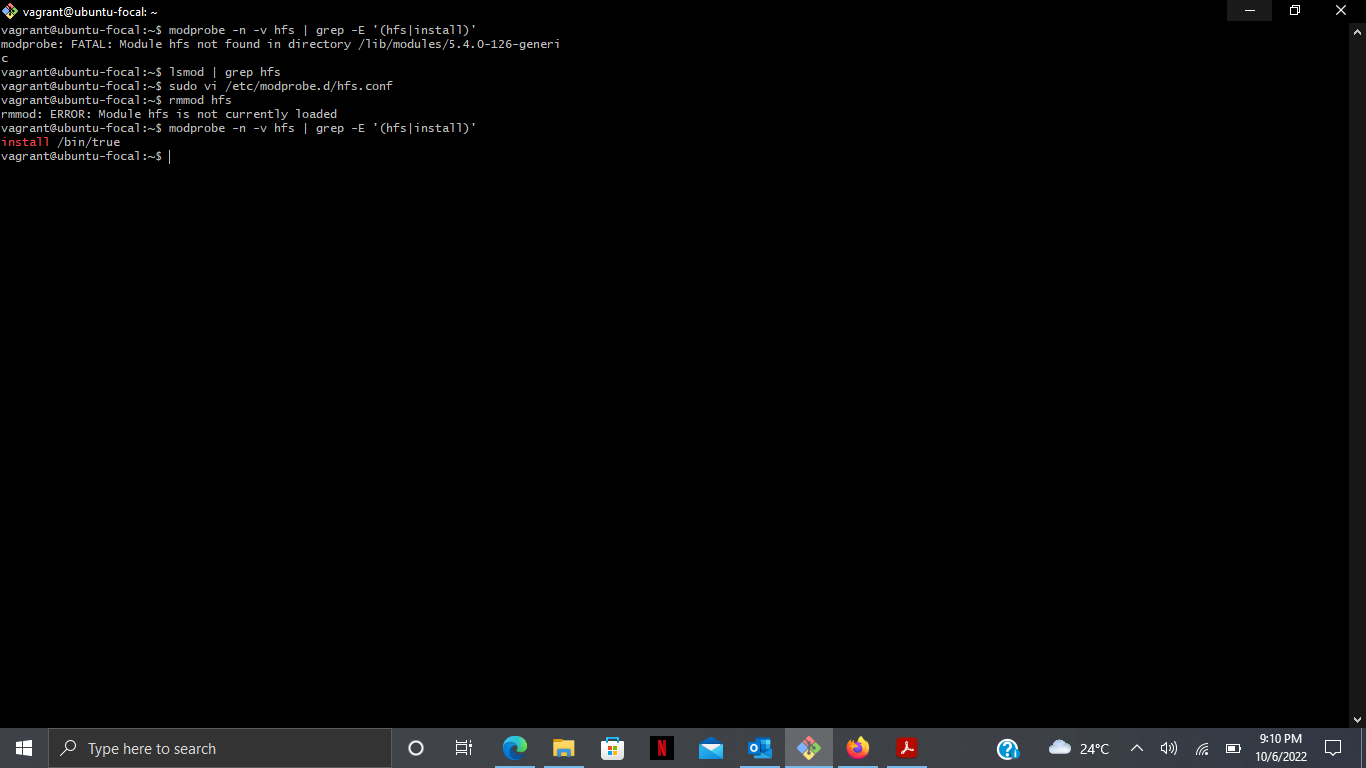 vagrant@ubuntu-focal: ~
vagrant@ubuntu-focal:~$ modprobe -n -v hfs | grep -E '(hfs|install)'
modprobe: FATAL: Module hfs not found in directory /lib/modules/5.4.0-126-generi
c
vagrant@ubuntu-focal:~$ lsmod | grep hfs
vagrant@ubuntu-focal:~$ sudo vi /etc/modprobe.d/hfs.conf
vagrant@ubuntu-focal:~$ rmmod hfs
rmmod: ERROR: Module hfs is not currently loaded
vagrant@ubuntu-focal:~$ modprobe -n -v hfs | grep -E '(hfs|install)'
install /bin/true
vagrant@ubuntu-focal:~$
Type here to search
N
24°C
9:10 PM
10/6/2022